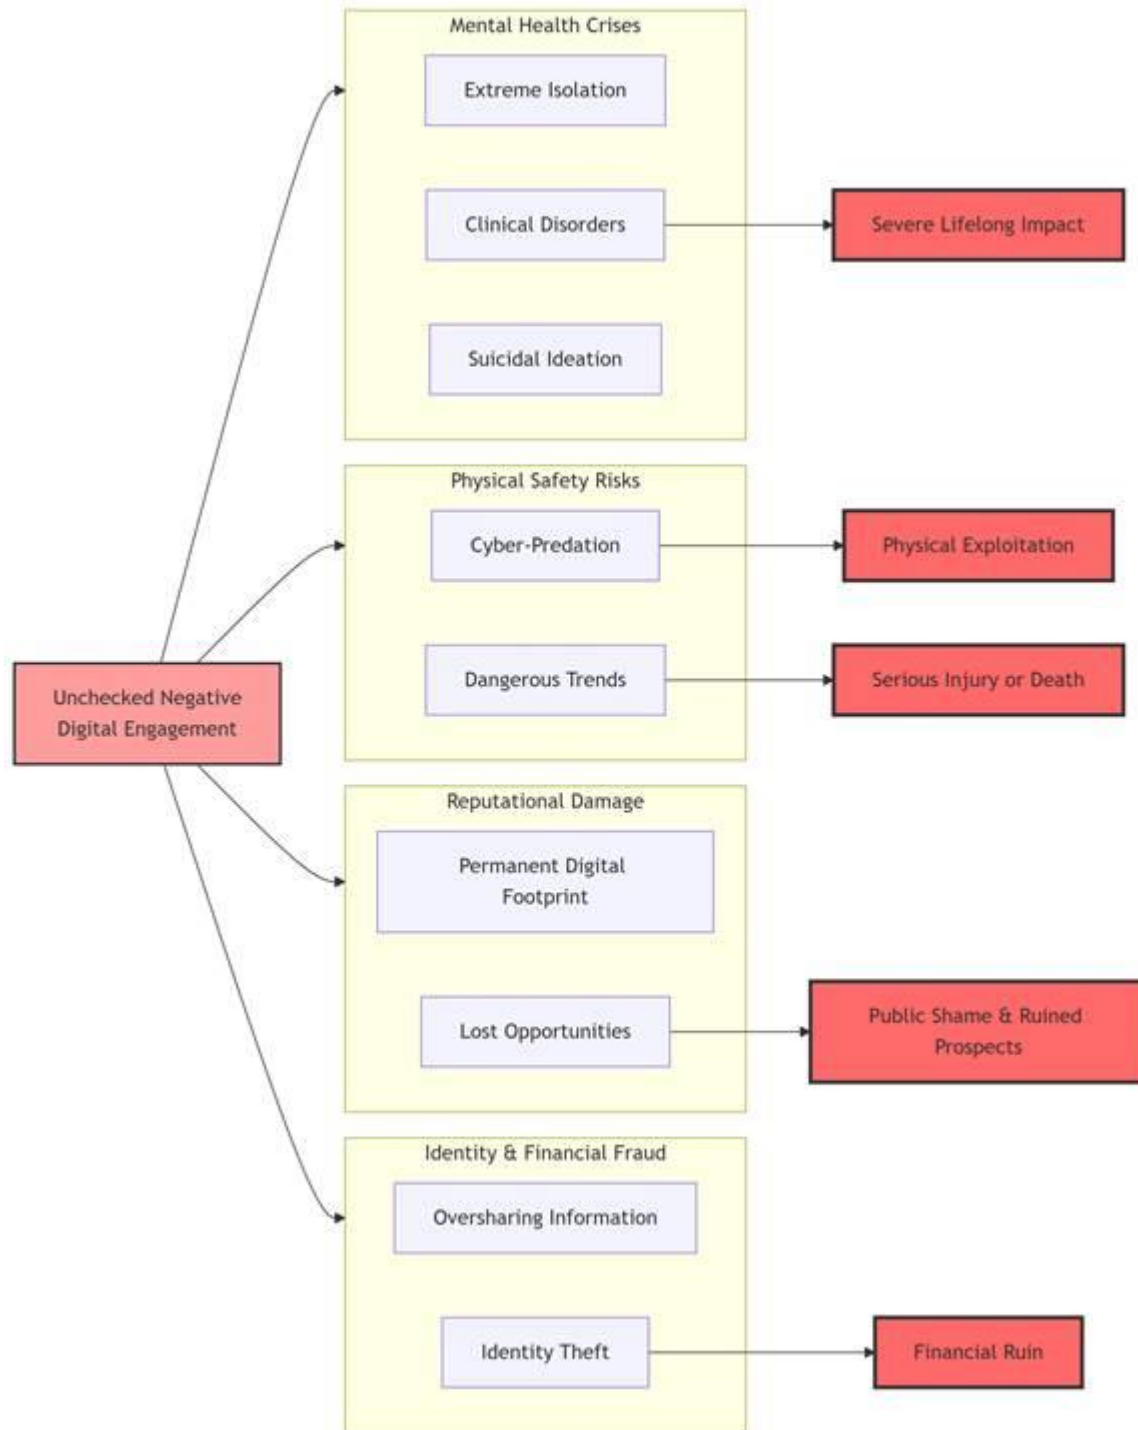 Mental Health Crises
Extreme Isolation
Clinical Disorders
Severe Lifelong Impact
Suicidal Ideation
Physical Safety Risks
Cyber-Predation
Physical Exploitation
Dangerous Trends
Serious Injury or Death
Unchecked Negative
Digital Engagement
Reputational Damage
Permanent Digital
Footprint
Lost Opportunities
Public Shame & Ruined
Prospects
Identity & Financial Fraud
Oversharing Information
Identity Theft
Financial Ruin